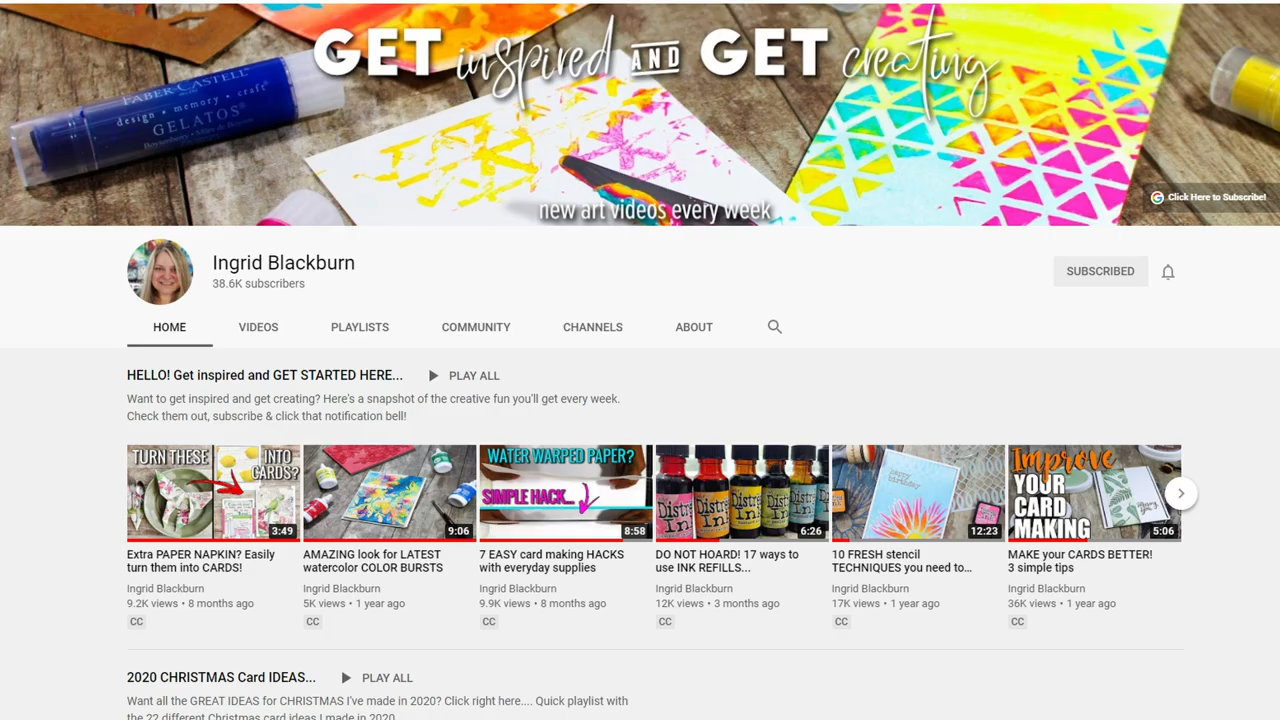 GET inspired AND GET creating
FABER-CASTELL
design • memory • craft
GELATOS
new art videos every week
Click Here to Subscribe!
Ingrid Blackburn
38.6K subscribers
SUBSCRIBED
HOME VIDEOS PLAYLISTS COMMUNITY CHANNELS ABOUT
HELLO! Get inspired and GET STARTED HERE... PLAY ALL
Want to get inspired and get creating? Here's a snapshot of the creative fun you'll get every week.
Check them out, subscribe & click that notification bell!
TURN THESE
INTO
CARDS?
3:49
9:06
WATER WARPED PAPER?
SIMPLE HACK...
8:58
6:26
happy
birthday
12:23
Improve
YOUR
CARD
MAKING
5:06
Extra PAPER NAPKIN? Easily
turn them into CARDS!
Ingrid Blackburn
9.2K views • 8 months ago
CC
AMAZING look for LATEST
watercolor COLOR BURSTS
Ingrid Blackburn
5K views • 1 year ago
CC
7 EASY card making HACKS
with everyday supplies
Ingrid Blackburn
9.9K views • 8 months ago
CC
DO NOT HOARD! 17 ways to
use INK REFILLS...
Ingrid Blackburn
12K views • 3 months ago
CC
10 FRESH stencil
TECHNIQUES you need to...
Ingrid Blackburn
17K views • 1 year ago
CC
MAKE your CARDS BETTER!
3 simple tips
Ingrid Blackburn
36K views • 1 year ago
CC
2020 CHRISTMAS Card IDEAS... PLAY ALL
Want all the GREAT IDEAS for CHRISTMAS I've made in 2020? Click right here.... Quick playlist with
the 22 different Christmas card ideas I made in 2020